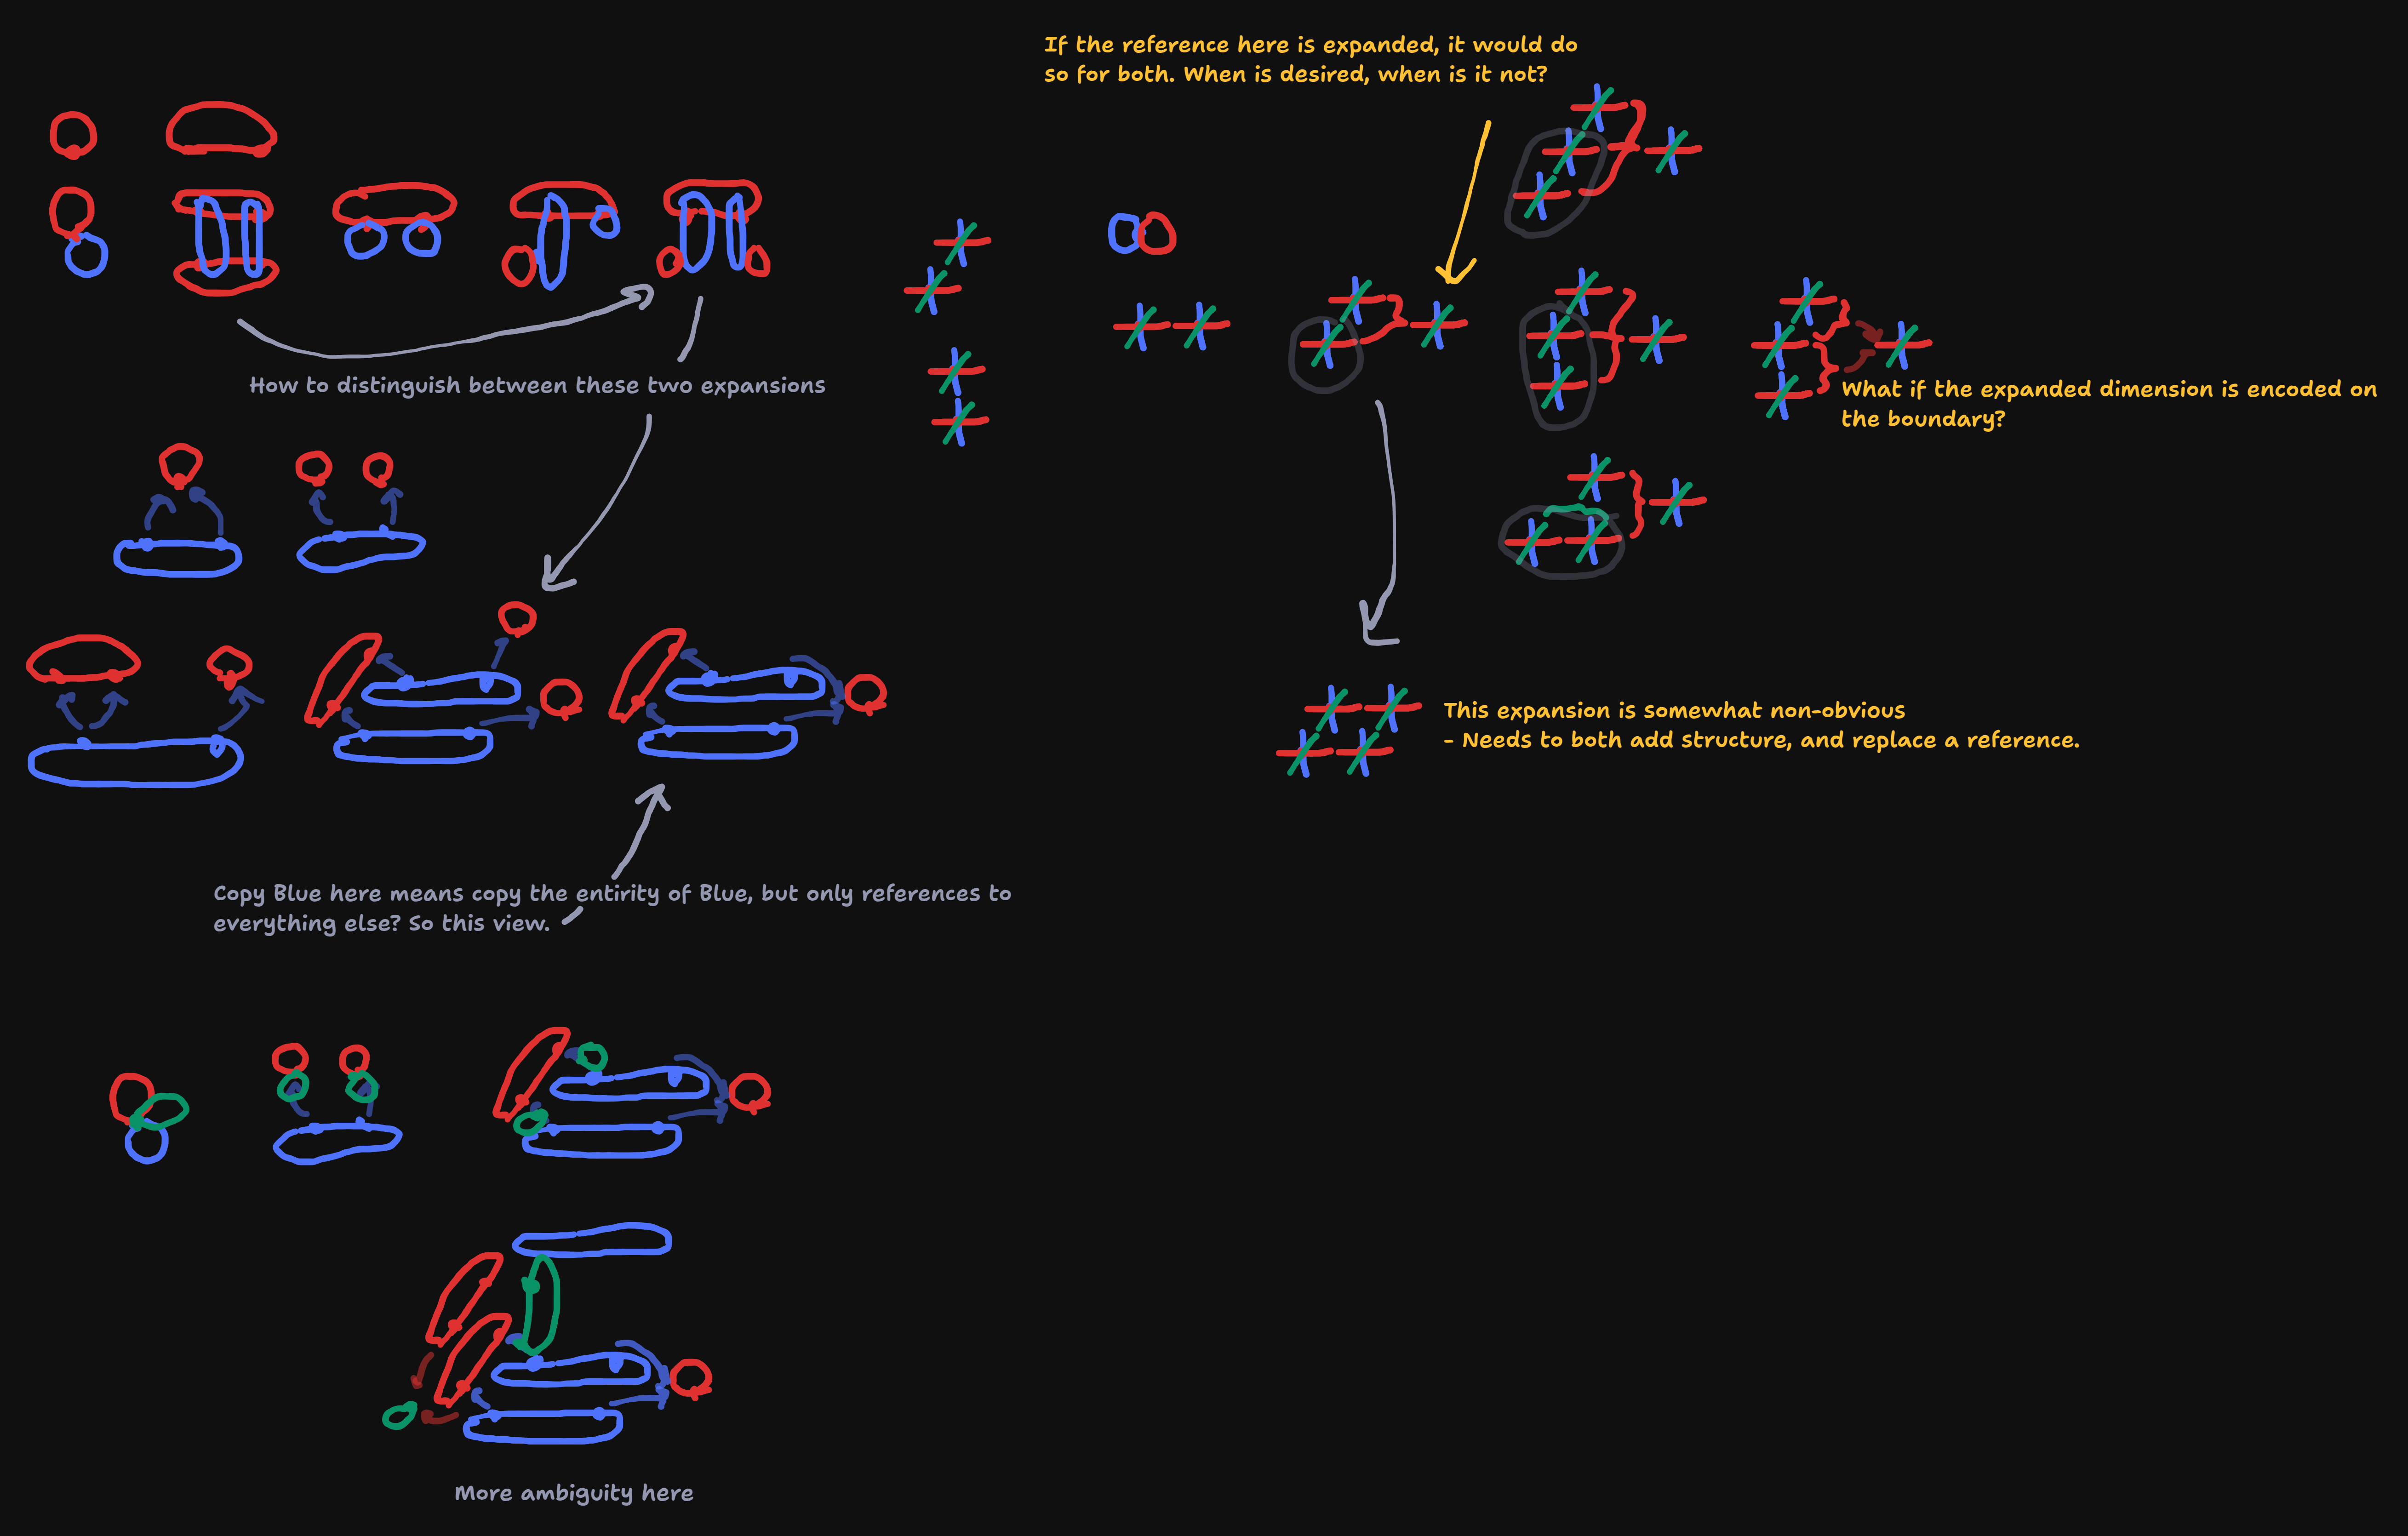 If the reference here is expanded, it would do
so for both. When is desired, when is it not?
How to distinguish between these two expansions
What if the expanded dimension is encoded on
the boundary?
This expansion is somewhat non-obvious
- Needs to both add structure, and replace a reference.
Copy Blue here means copy the entirity of Blue, but only references to
everything else? So this view.
More ambiguity here